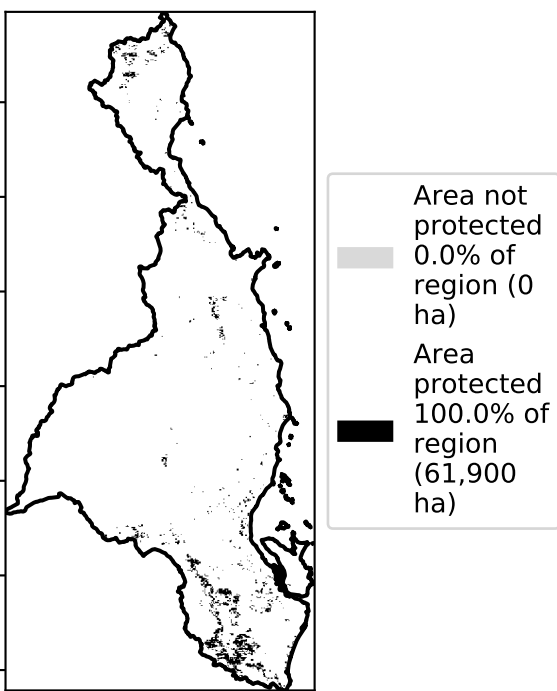 Area not
protected
0.0% of
region (0
ha)
Area
protected
100.0% of
region
(61,900
ha)